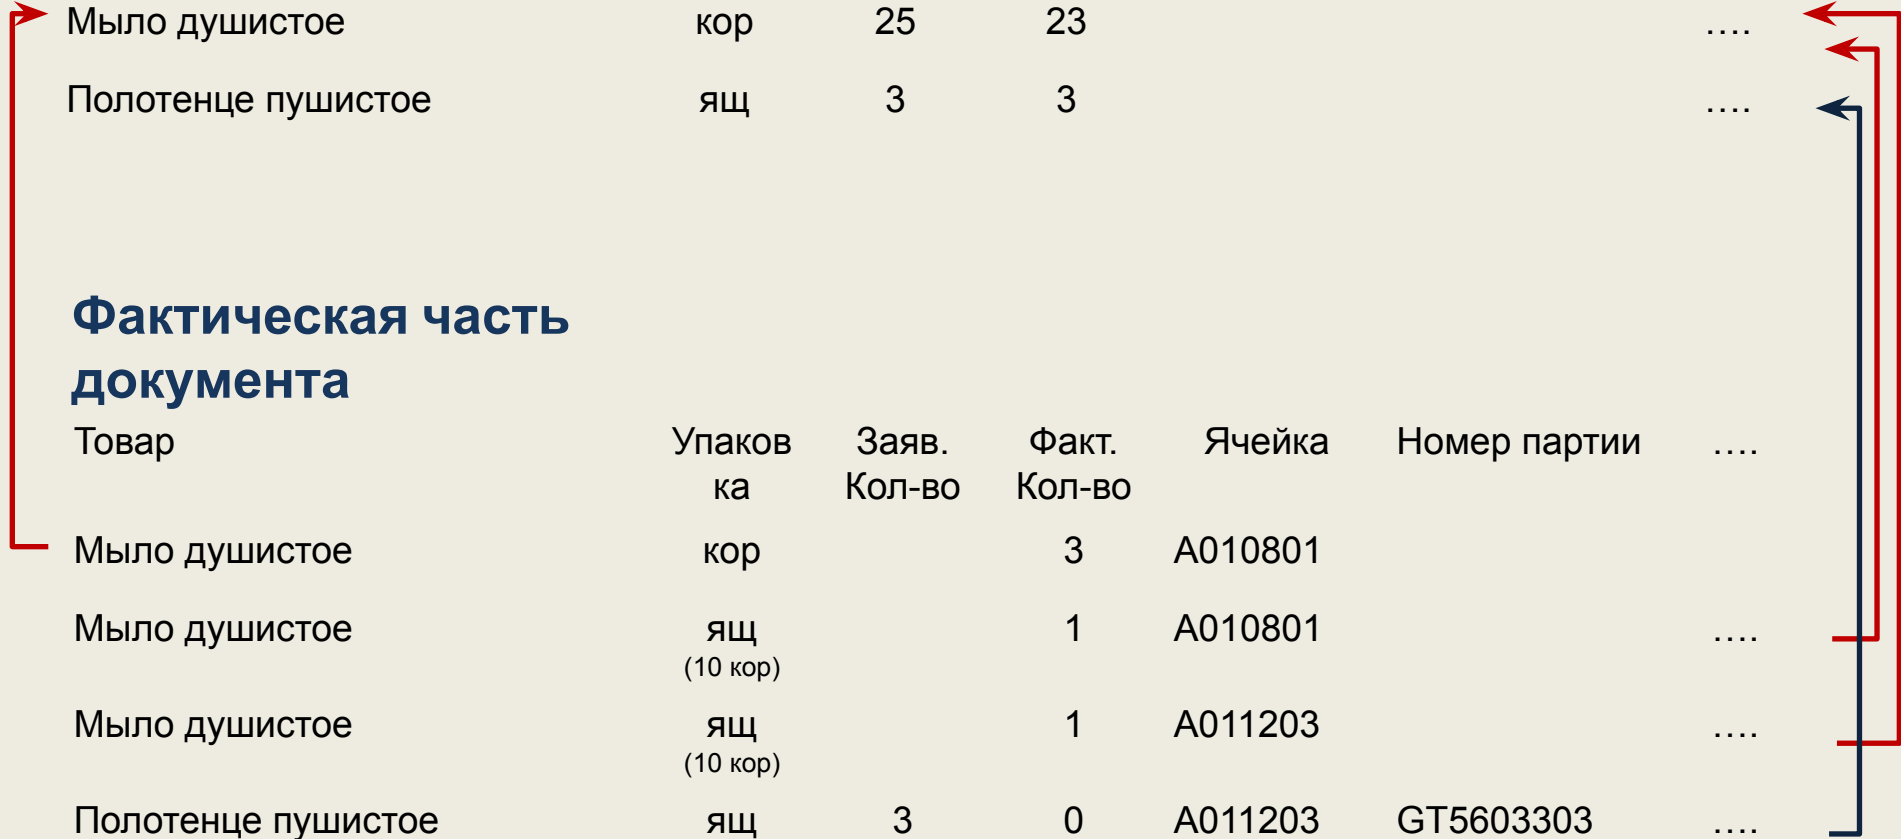 Мыло душистое кор 25 23 ....
Полотенце пушистое ящ 3 3 ....
Фактическая часть
документа
Товар Упаков Заяв. Факт. Ячейка Номер партии ....
ка Кол-во Кол-во
Мыло душистое кор 3 A010801
Мыло душистое ящ 1 A010801 ....
(10 кор)
Мыло душистое ящ 1 A011203 ....
(10 кор)
Полотенце пушистое ящ 3 0 A011203 GT5603303 ....